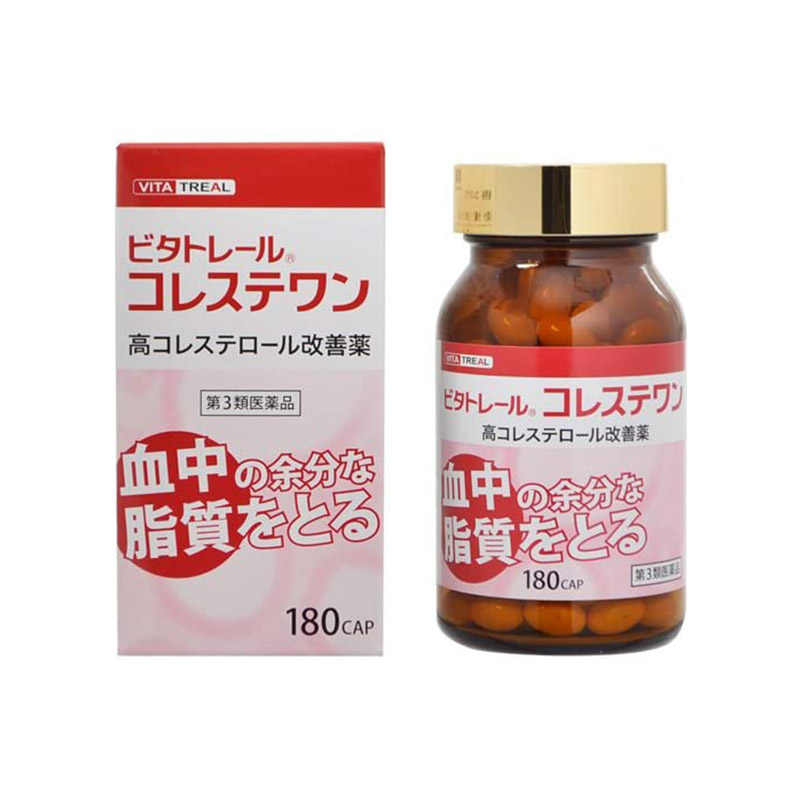 VITA TREAL
ビタトレール®
コレステワン
高コレステロール改善薬
第3類医薬品
血中の余分な
脂質をとる
180CAP
VITA TREAL
ビタトレール® コレステワン
高コレステロール改善薬
血中の余分な
脂質をとる
180CAP
第3類医薬品